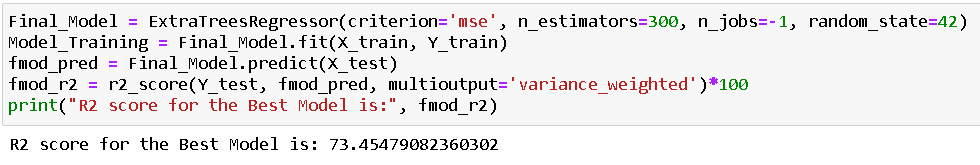 Final_Model = ExtraTreesRegressor(criterion='mse', n_estimators=300, n_jobs=-1, random_state=42)
Model_Training = Final_Model.fit(X_train, Y_train)
fmod_pred = Final_Model.predict(X_test)
fmod_r2 = r2_score(Y_test, fmod_pred, multioutput='variance_weighted')*100
print("R2 score for the Best Model is:", fmod_r2)
R2 score for the Best Model is: 73.45479082360302